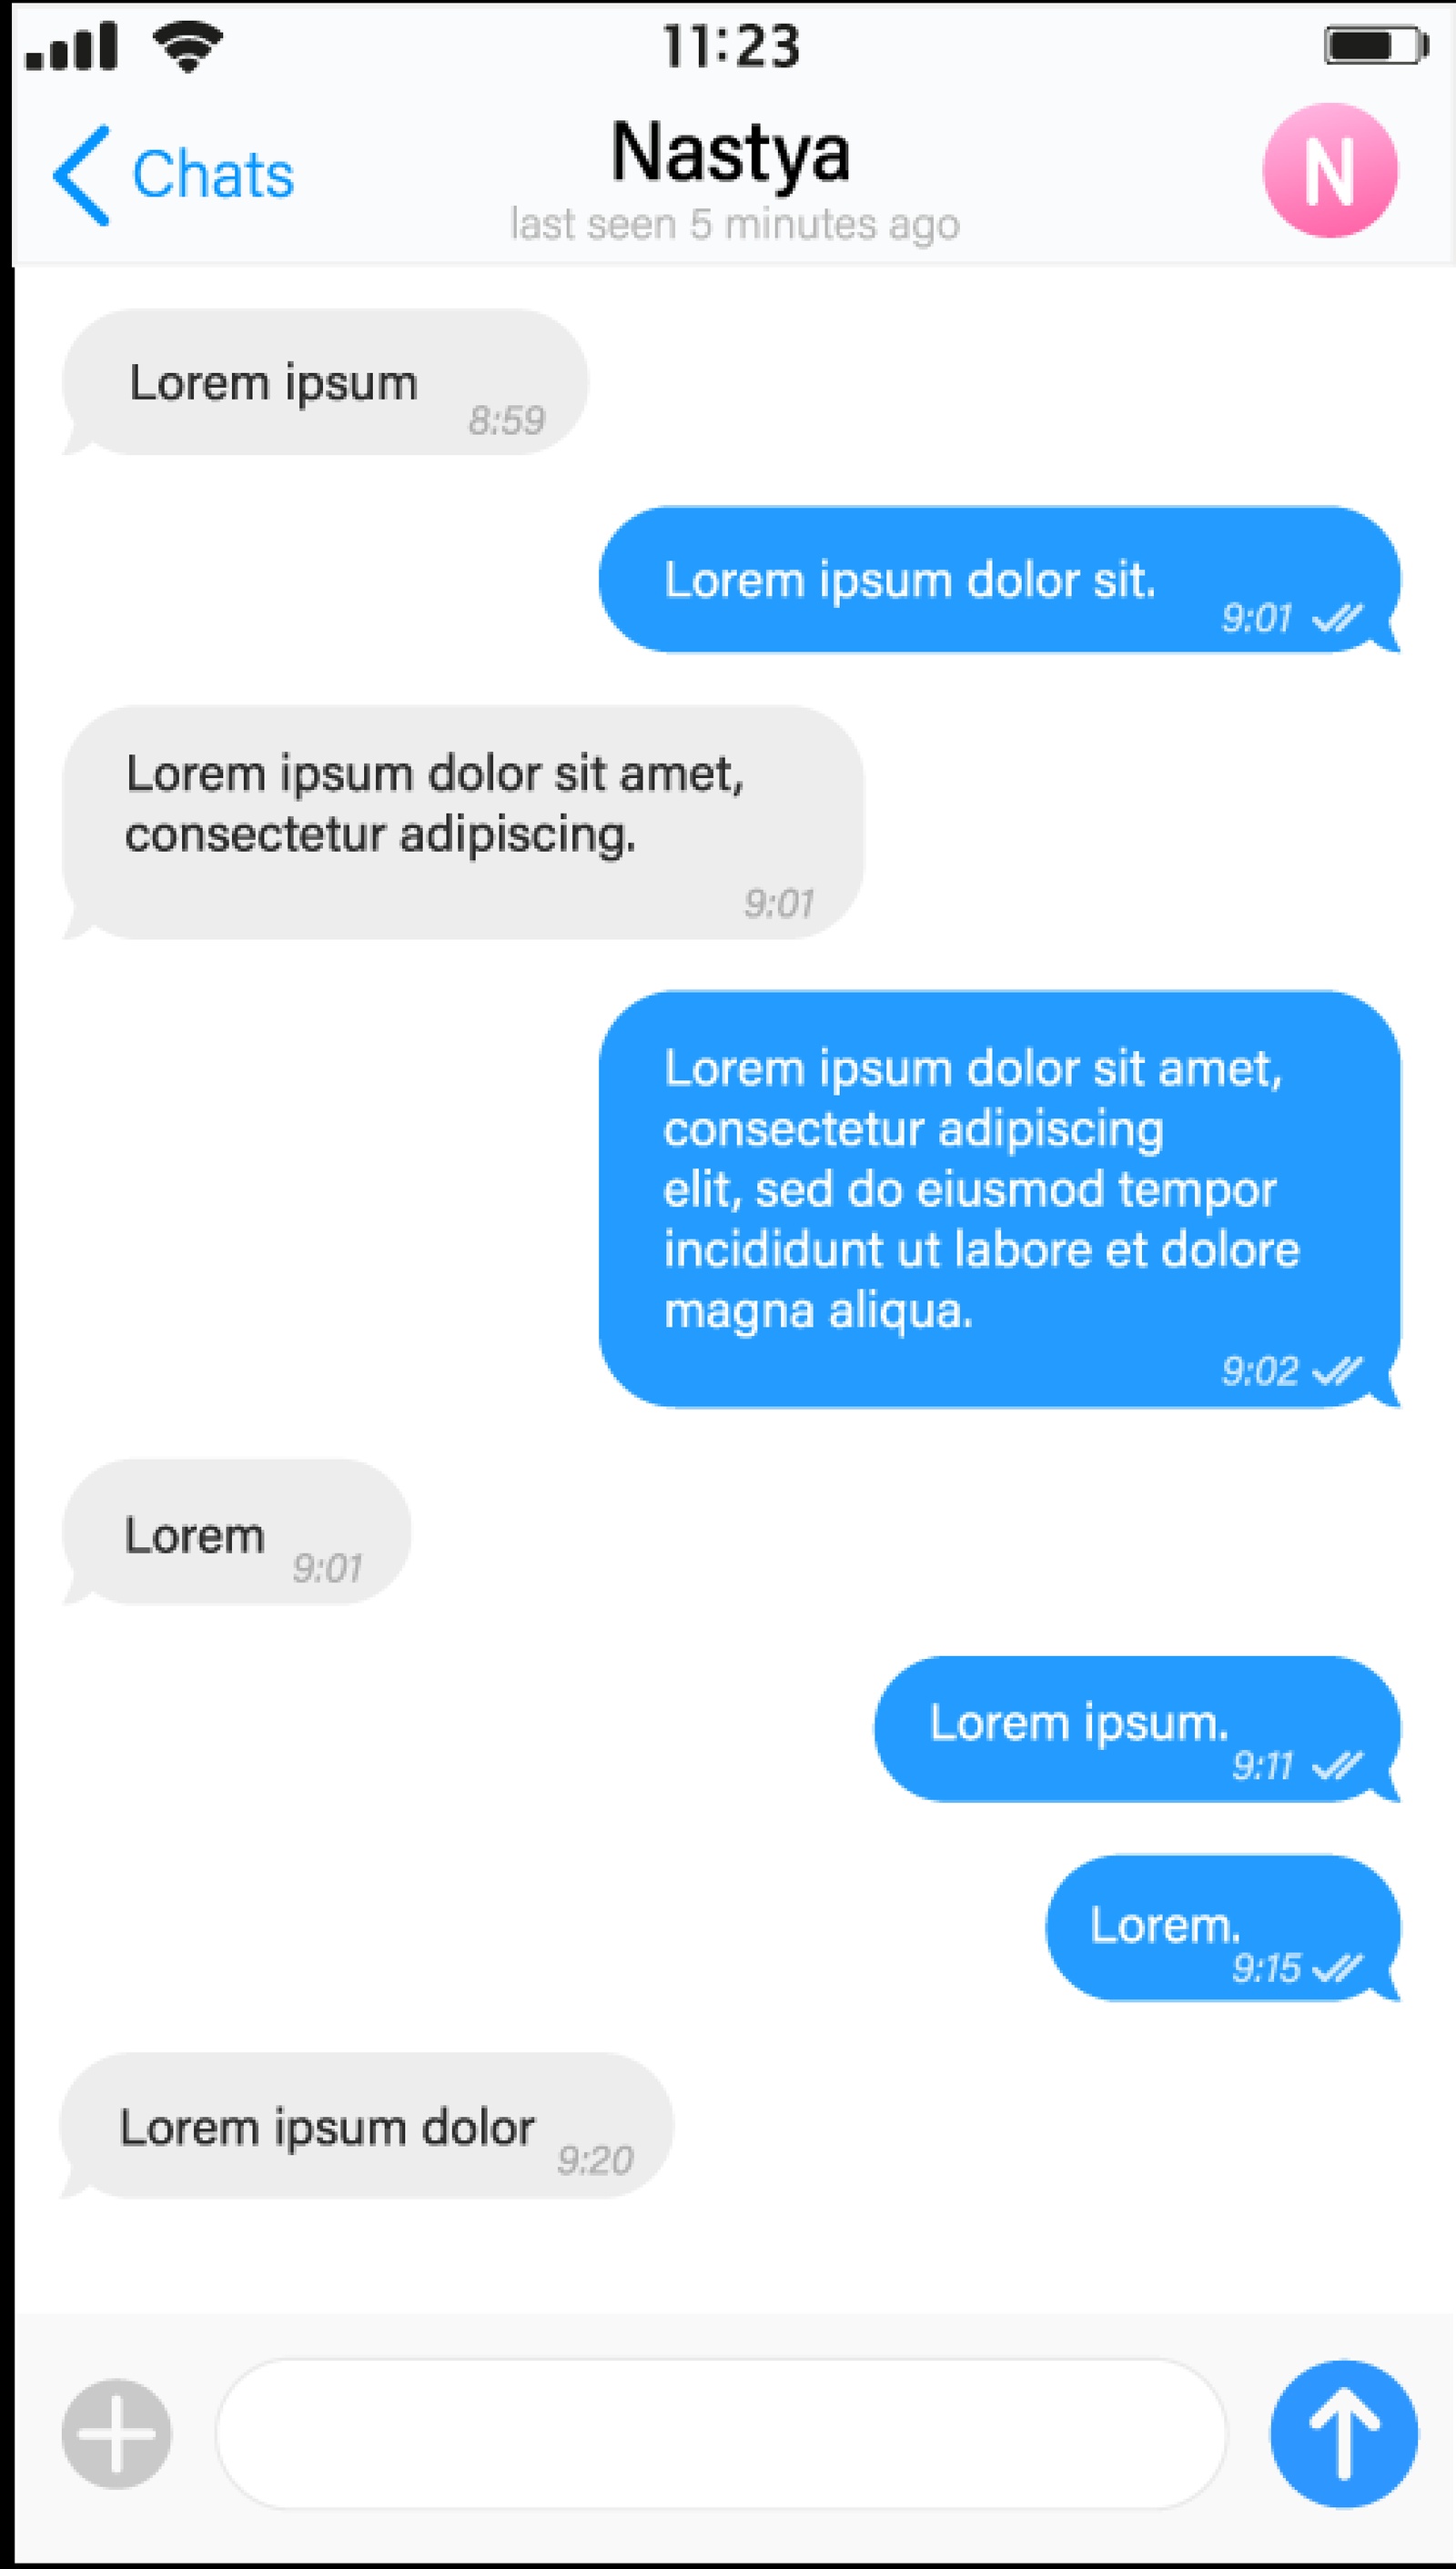 11:23
Chats
Nastya
last seen 5 minutes ago
N
Lorem ipsum
8:59
Lorem ipsum dolor sit.
9:01
Lorem ipsum dolor sit amet,
consectetur adipiscing.
9:01
Lorem ipsum dolor sit amet,
consectetur adipiscing
elit, sed do eiusmod tempor
incididunt ut labore et dolore
magna aliqua.
9:02
Lorem
9:01
Lorem ipsum.
9:11
Lorem.
9:15
Lorem ipsum dolor
9:20